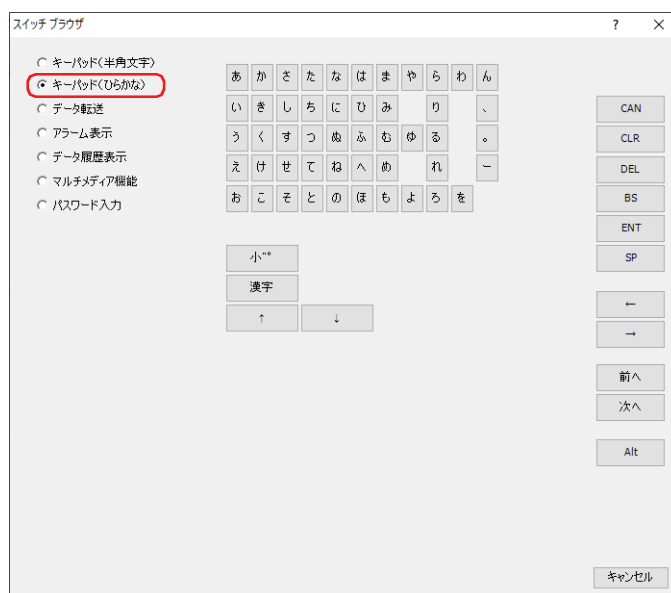 スイッチ ブラウザ ? ×
キーパッド(半角文字)
キーパッド(ひらかな)
データ転送
アラーム表示
データ履歴表示
マルチメディア機能
パスワード入力
あ か さ た な は ま や ら わ ん
い き し ち に ひ み り 、
う く す つ ぬ ふ む ゆ る 。
え け せ て ね へ め れ ー
お こ そ と の ほ も よ ろ を
小゛゜
漢字
↑ ↓
CAN
CLR
DEL
BS
ENT
SP
←
→
前へ
次へ
Alt
キャンセル